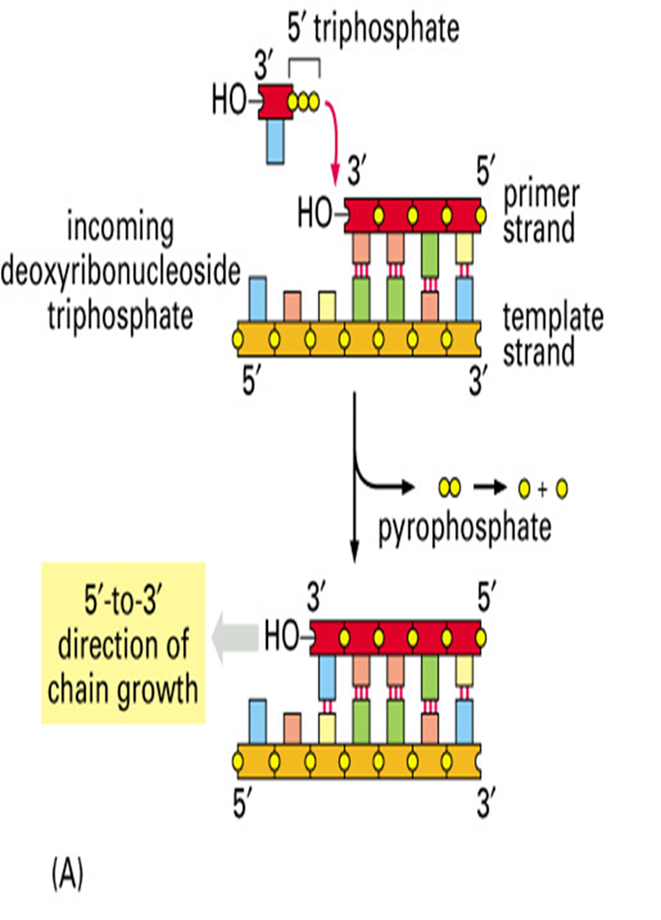 5′ triphosphate
3′
HO
3′
5′
HO
primer
strand
incoming
deoxyribonucleoside
triphosphate
template
strand
5′
3′
+
pyrophosphate
5′-to-3′
direction of
chain growth
3′
5′
HO
5′
3′
(A)